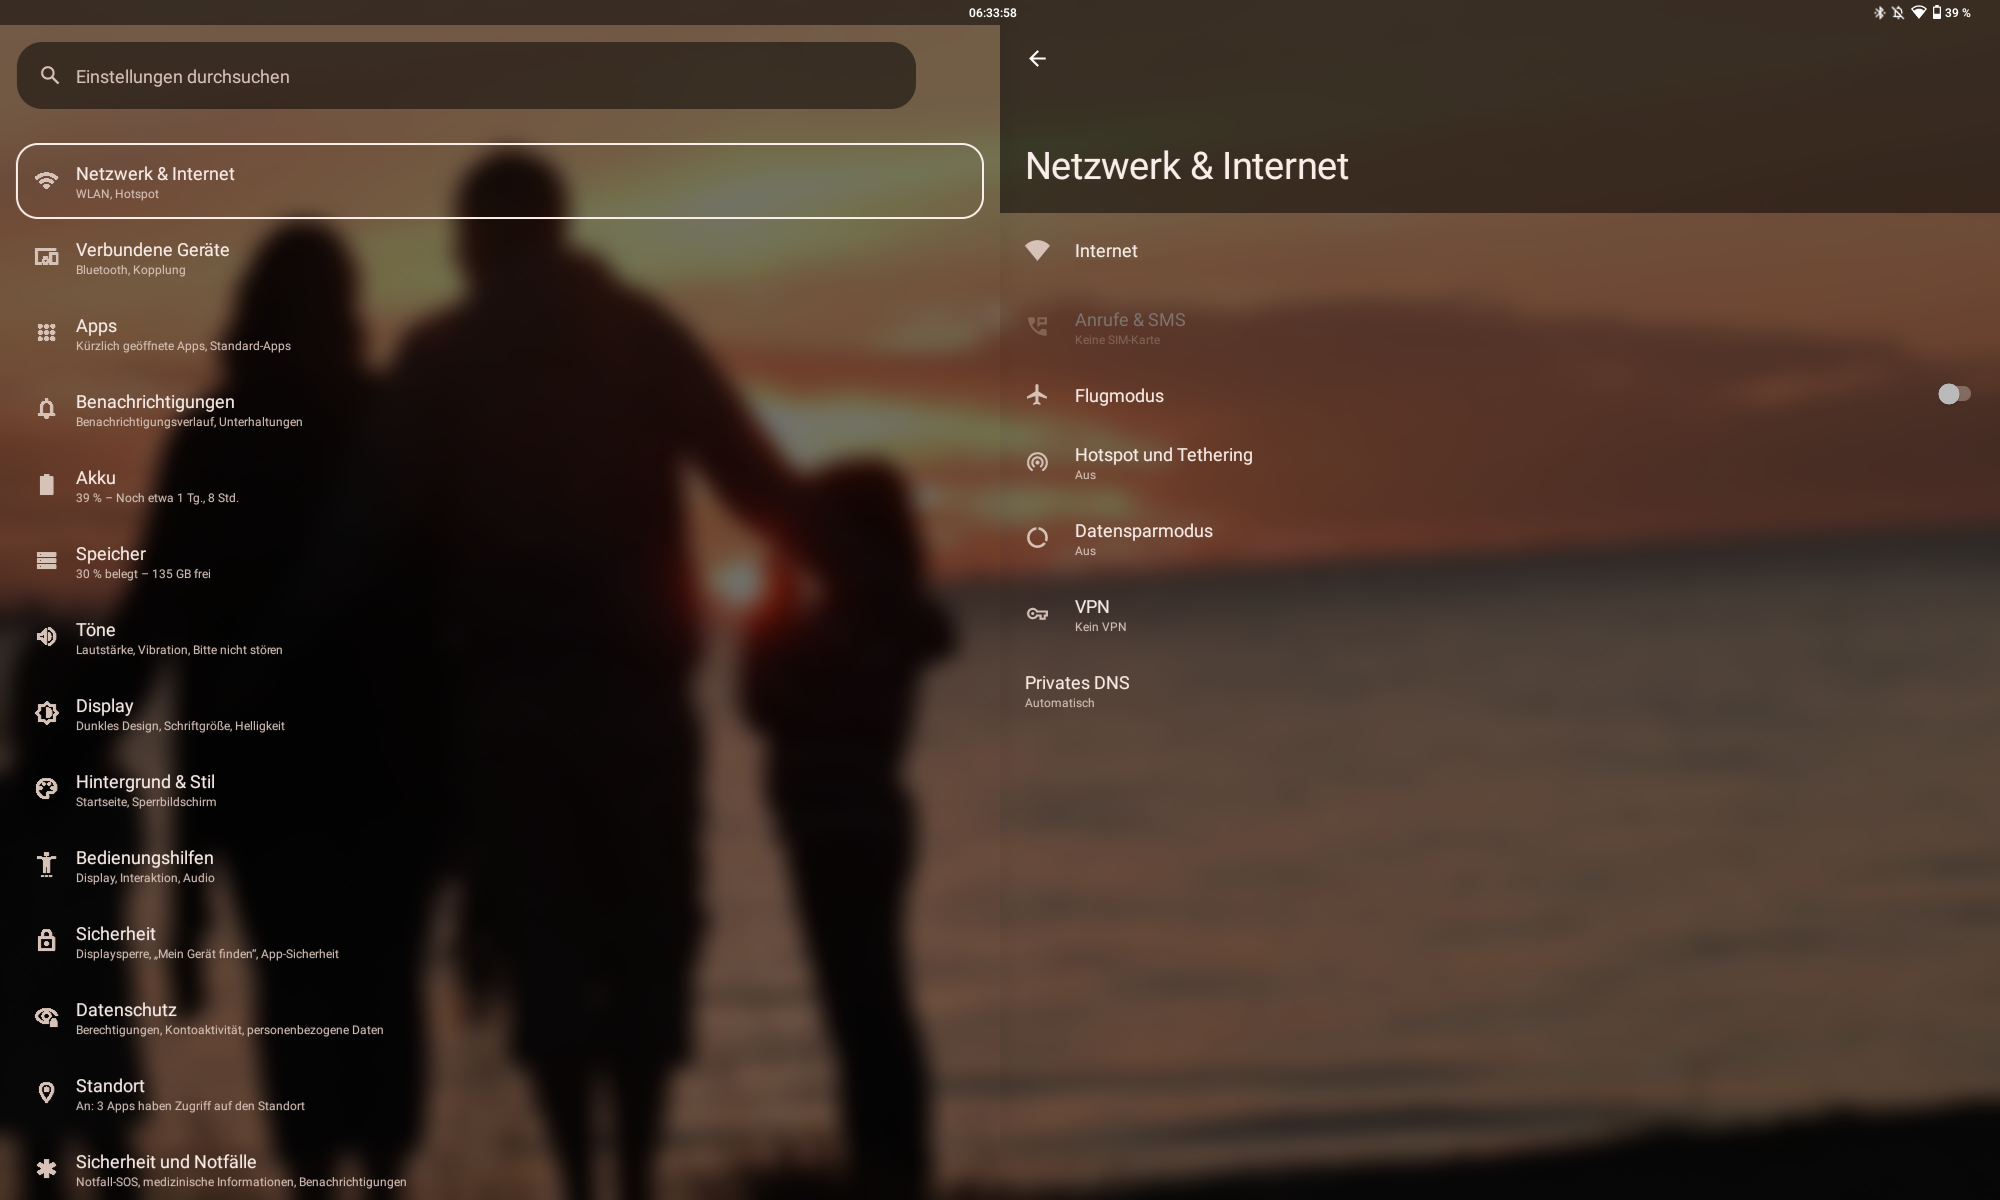 06:33:58
39 %
Einstellungen durchsuchen
Netzwerk & Internet
WLAN, Hotspot
Verbundene Geräte
Bluetooth, Kopplung
Apps
Kürzlich geöffnete Apps, Standard-Apps
Benachrichtigungen
Benachrichtigungsverlauf, Unterhaltungen
Akku
39 % – Noch etwa 1 Tg., 8 Std.
Speicher
30 % belegt – 135 GB frei
Töne
Lautstärke, Vibration, Bitte nicht stören
Display
Dunkles Design, Schriftgröße, Helligkeit
Hintergrund & Stil
Startseite, Sperrbildschirm
Bedienungshilfen
Display, Interaktion, Audio
Sicherheit
Displaysperre, „Mein Gerät finden“, App-Sicherheit
Datenschutz
Berechtigungen, Kontoaktivität, personenbezogene Daten
Standort
An: 3 Apps haben Zugriff auf den Standort
Sicherheit und Notfälle
Notfall-SOS, medizinische Informationen, Benachrichtigungen
Netzwerk & Internet
Internet
Anrufe & SMS
Keine SIM-Karte
Flugmodus
Hotspot und Tethering
Aus
Datensparmodus
Aus
VPN
Kein VPN
Privates DNS
Automatisch